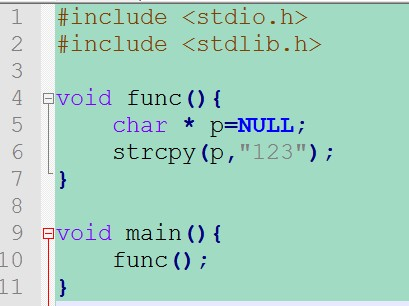 1 #include <stdio.h>
2 #include <stdlib.h>
3
4 void func(){
5 char * p=NULL;
6 strcpy(p,"123");
7 }
8
9 void main(){
10 func();
11 }